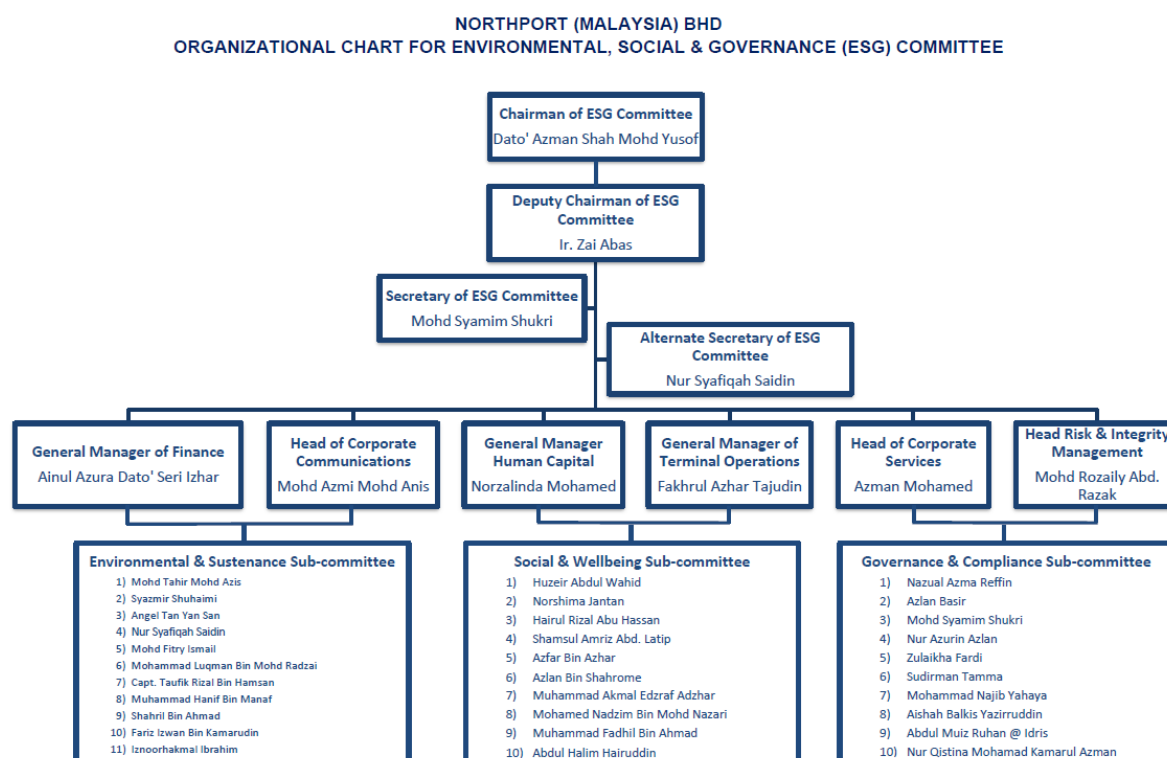 NORTHPORT (MALAYSIA) BHD
ORGANIZATIONAL CHART FOR ENVIRONMENTAL, SOCIAL & GOVERNANCE (ESG) COMMITTEE
Chairman of ESG Committee
Dato' Azman Shah Mohd Yusof
Deputy Chairman of ESG
Committee
Ir. Zai Abas
Secretary of ESG Committee
Mohd Syamim Shukri
Alternate Secretary of ESG
Committee
Nur Syafiqah Saidin
General Manager of Finance
Ainul Azura Dato' Seri Izhar
Head of Corporate
Communications
Mohd Azmi Mohd Anis
General Manager
Human Capital
Norzalinda Mohamed
General Manager of
Terminal Operations
Fakhrul Azhar Tajudin
Head of Corporate
Services
Azman Mohamed
Head Risk & Integrity
Management
Mohd Rozaily Abd.
Razak
Environmental & Sustenance Sub-committee
1) Mohd Tahir Mohd Azis
2) Syazmir Shuhaimi
3) Angel Tan Yan San
4) Nur Syafiqah Saidin
5) Mohd Fitry Ismail
6) Mohammad Luqman Bin Mohd Radzai
7) Capt. Taufik Rizal Bin Hamsan
8) Muhammad Hanif Bin Manaf
9) Shahril Bin Ahmad
10) Fariz Izwan Bin Kamarudin
11) Iznoorhakmal Ibrahim
Social & Wellbeing Sub-committee
1) Huzeir Abdul Wahid
2) Norshima Jantan
3) Hairul Rizal Abu Hassan
4) Shamsul Amriz Abd. Latip
5) Azfar Bin Azhar
6) Azlan Bin Shahrome
7) Muhammad Akmal Edzraf Adzhar
8) Mohamed Nadzim Bin Mohd Nazari
9) Muhammad Fadhil Bin Ahmad
10) Abdul Halim Hairuddin
Governance & Compliance Sub-committee
1) Nazual Azma Reffin
2) Azlan Basir
3) Mohd Syamim Shukri
4) Nur Azurin Azlan
5) Zulaikha Fardi
6) Sudirman Tamma
7) Mohammad Najib Yahaya
8) Aishah Balkis Yazirruddin
9) Abdul Muiz Ruhan @ Idris
10) Nur Qistina Mohamad Kamarul Azman